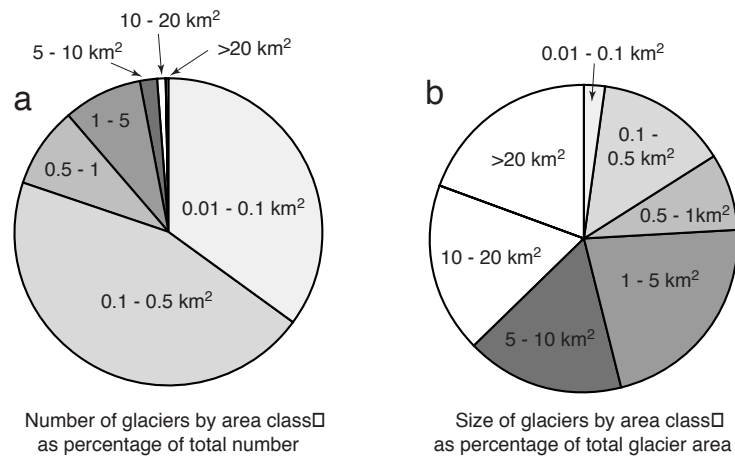 10 - 20 km²
5 - 10 km²
>20 km²
a
1 - 5
0.5 - 1
0.01 - 0.1 km²
0.1 - 0.5 km²
Number of glaciers by area class□
as percentage of total number
0.01 - 0.1 km²
b
0.1 -
0.5 km²
>20 km²
0.5 - 1km²
10 - 20 km²
1 - 5 km²
5 - 10 km²
Size of glaciers by area class□
as percentage of total glacier area